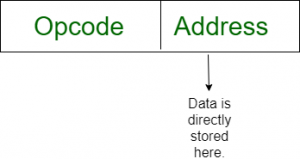 Opcode Address
Data is
directly
stored
here.